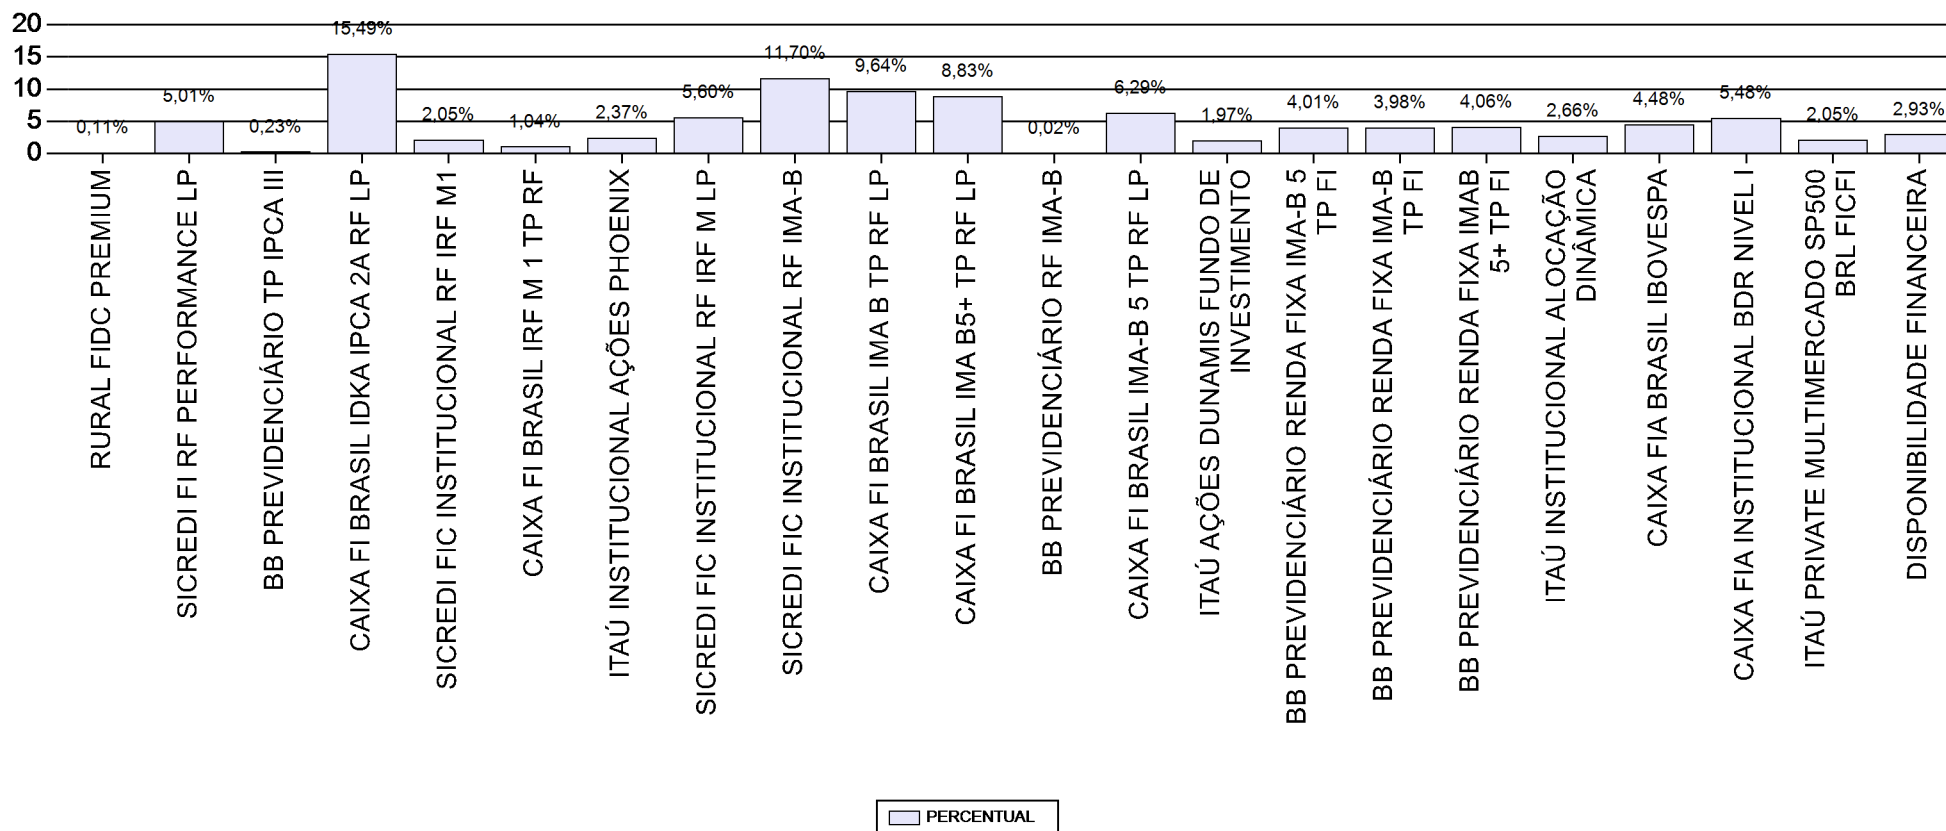 20
15
10
5
0
0,11%
5,01%
0,23%
15,49%
2,05%
1,04%
2,37%
5,60%
11,70%
9,64%
8,83%
0,02%
6,29%
1,97%
4,01%
3,98%
4,06%
2,66%
4,48%
5,48%
2,05%
2,93%
RURAL FIDC PREMIUM
SICREDI FI RF PERFORMANCE LP
BB PREVIDENCIÁRIO TP IPCA III
CAIXA FI BRASIL IDKA IPCA 2A RF LP
SICREDI FIC INSTITUCIONAL RF IRF M1
CAIXA FI BRASIL IRF M 1 TP RF
ITAÚ INSTITUCIONAL AÇÕES PHOENIX
SICREDI FIC INSTITUCIONAL RF IRF M LP
SICREDI FIC INSTITUCIONAL RF IMA-B
CAIXA FI BRASIL IMA B TP RF LP
CAIXA FI BRASIL IMA B5+ TP RF LP
BB PREVIDENCIÁRIO RF IMA-B
CAIXA FI BRASIL IMA-B 5 TP RF LP
ITAÚ AÇÕES DUNAMIS FUNDO DE
INVESTIMENTO
BB PREVIDENCIÁRIO RENDA FIXA IMA-B 5
TP FI
BB PREVIDENCIÁRIO RENDA FIXA IMA-B
TP FI
BB PREVIDENCIÁRIO RENDA FIXA IMAB
5+ TP FI
ITAÚ INSTITUCIONAL ALOCAÇÃO
DINÂMICA
CAIXA FIA BRASIL IBOVESPA
CAIXA FIA INSTITUCIONAL BDR NIVEL I
ITAÚ PRIVATE MULTIMERCADO SP500
BRL FICFI
DISPONIBILIDADE FINANCEIRA
PERCENTUAL